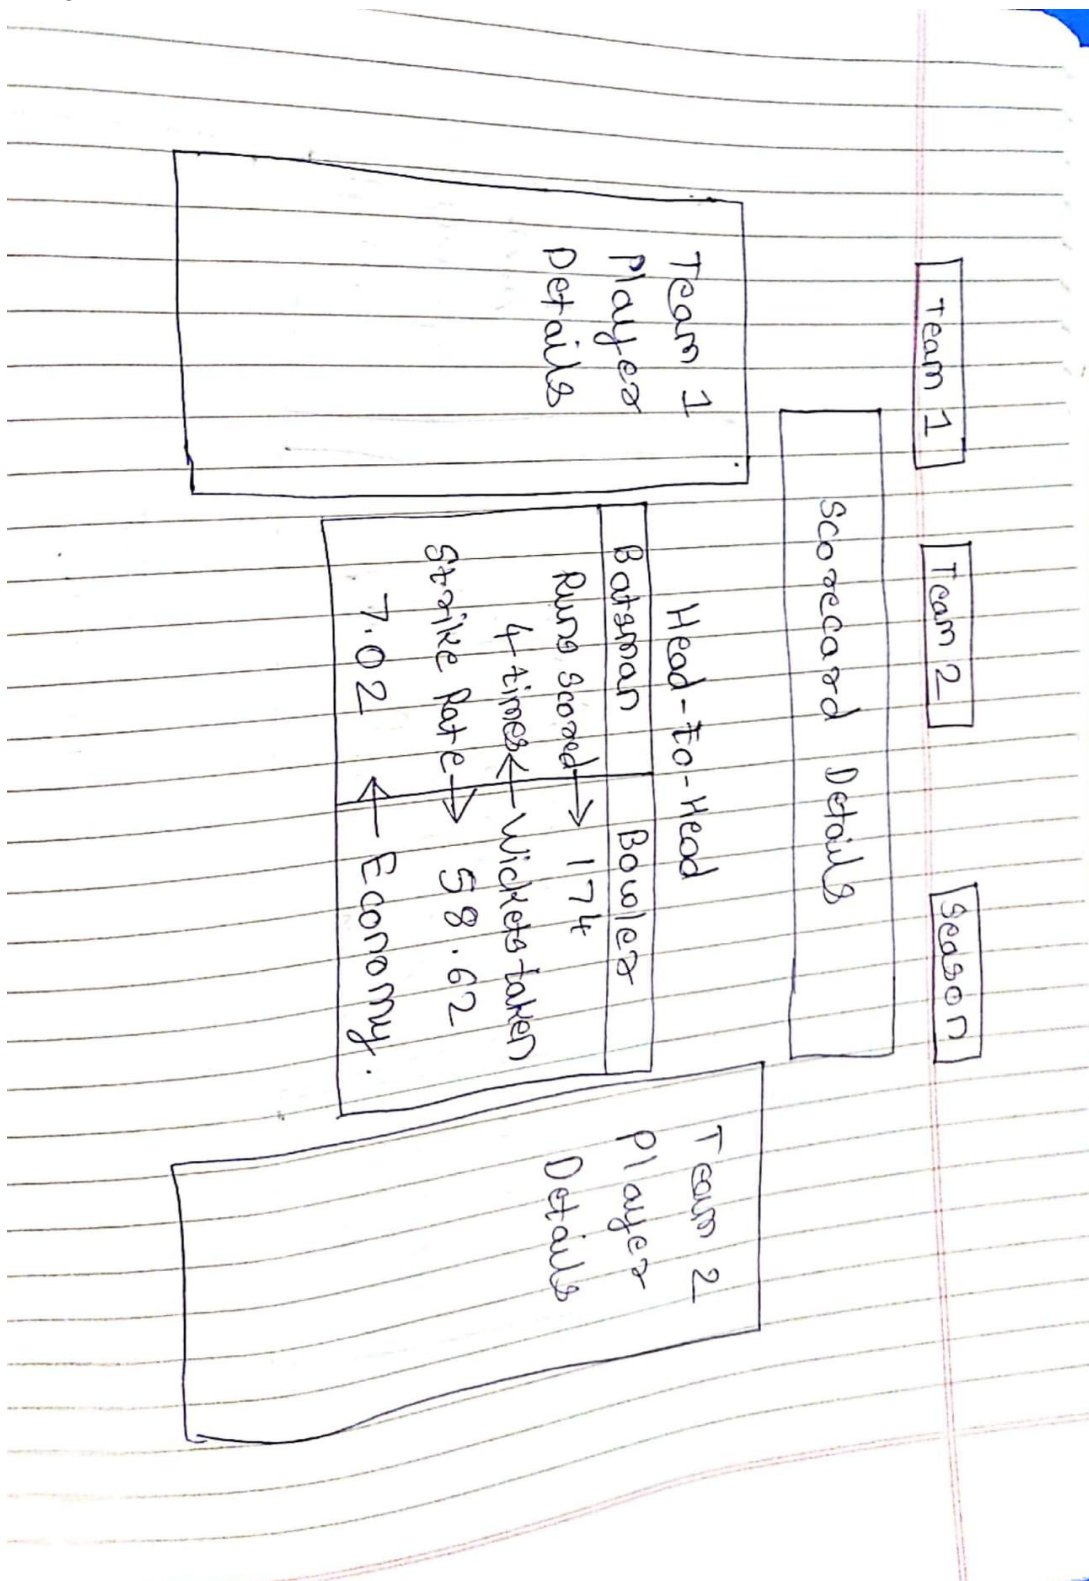 Team 1
Team 2
Season
Scorecard Details
Team 1
Player
Details
Head-to-Head
Batsman
Bowler
Runs Scored → 174
4 times ← Wickets taken
Strike Rate → 58.62
7.02 ← Economy.
Team 2
Player
Details